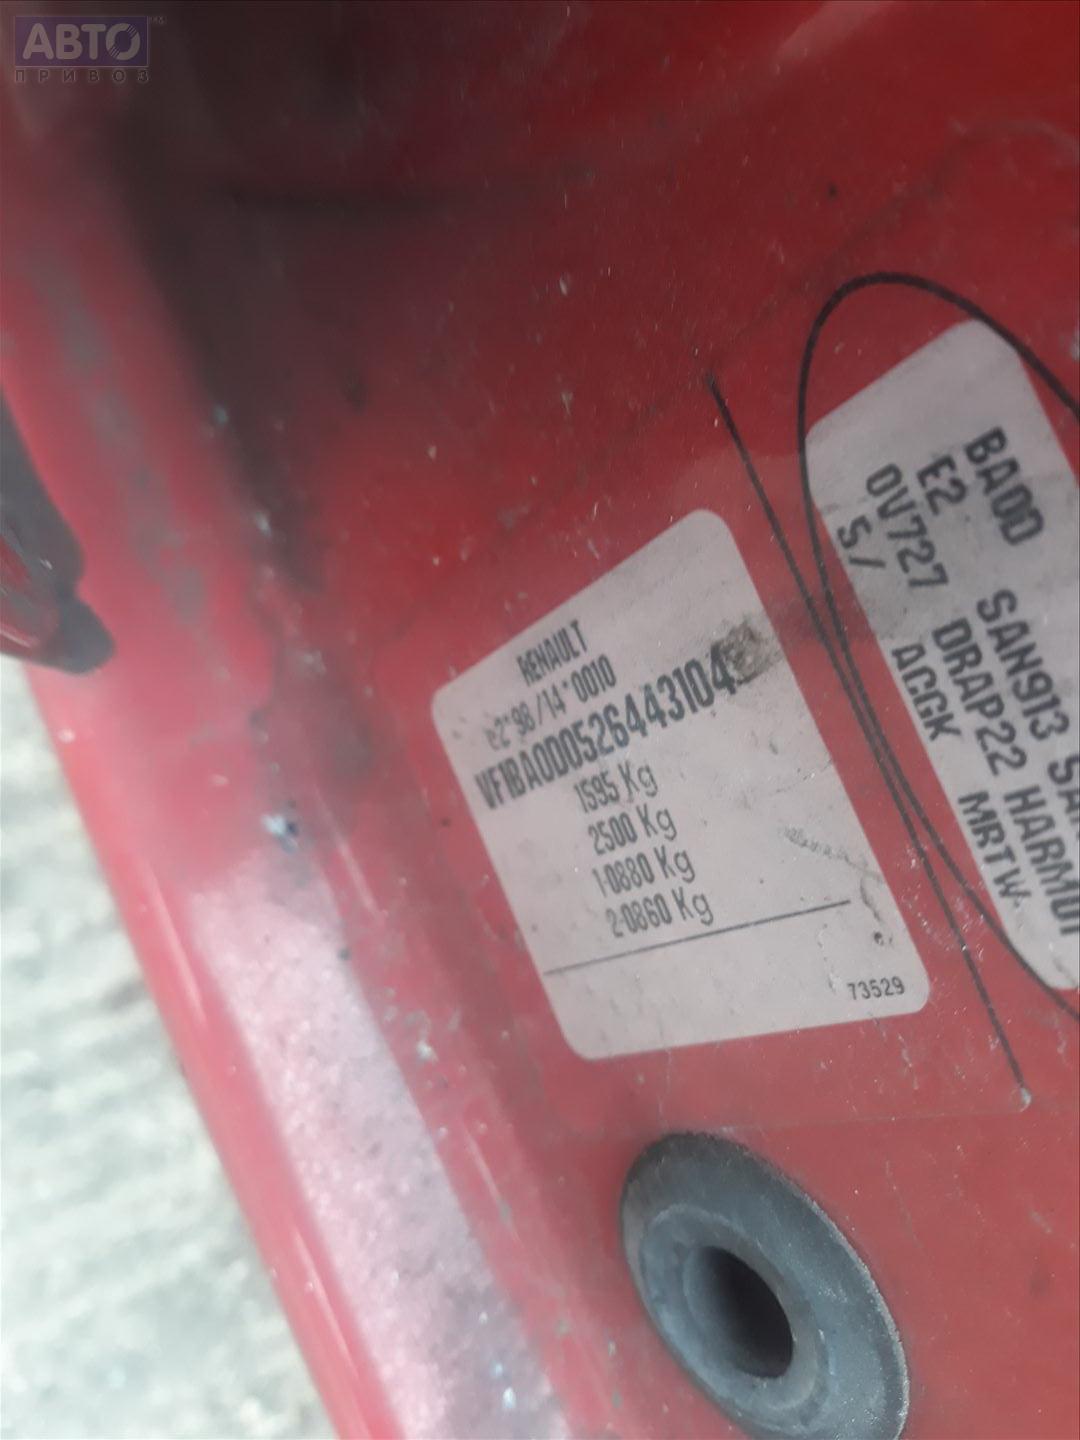 АВТО
ПРИВОЗ
RENAULT
e2*98/14*0010
VF1BA0D0526443104
1595 Kg
2500 Kg
1-0880 Kg
2-0860 Kg
73529
BA0D SAN913
E2 DRAP22 HARMO1
0V727 ACGK MRTW
S/